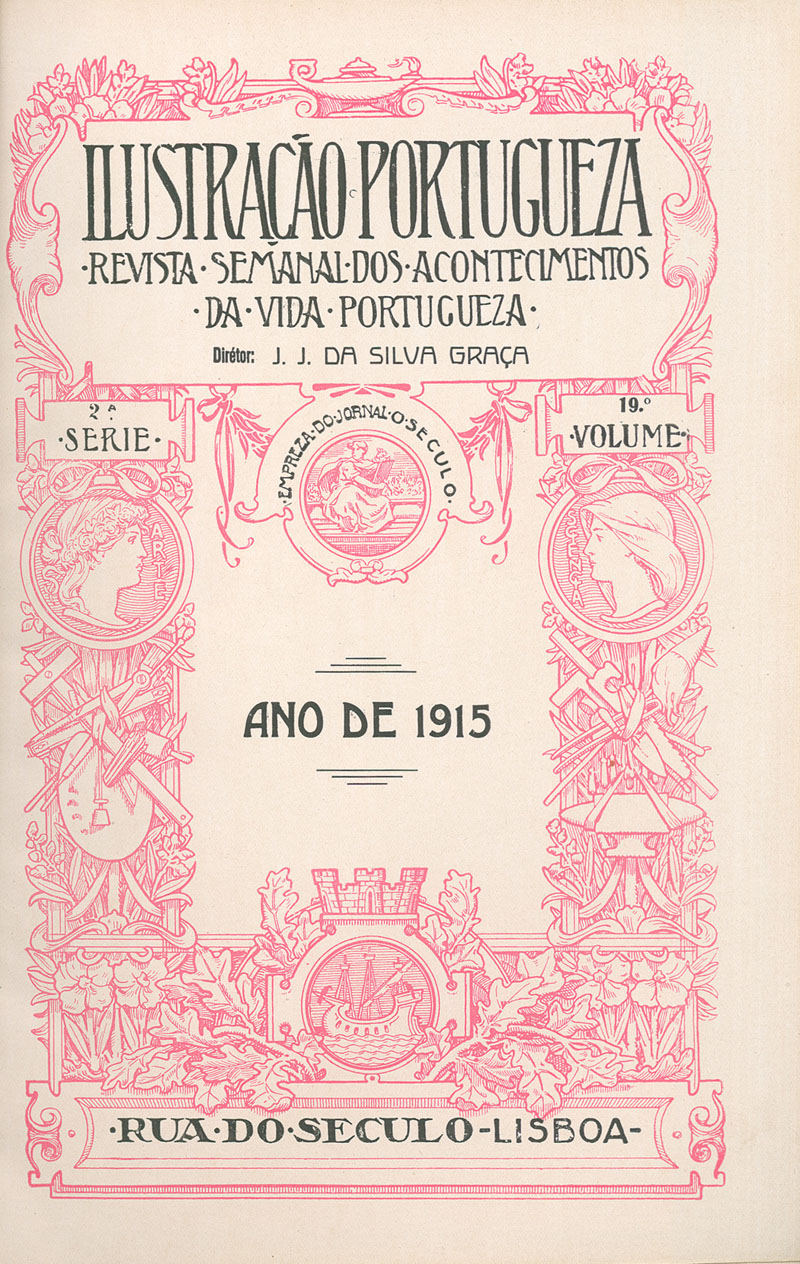 ILUSTRAÇÃO PORTUGUEZA
·REVISTA·SEMANAL·DOS·ACONTECIMENTOS
·DA·VIDA·PORTUGUEZA·
Dirétor: J. J. DA SILVA GRAÇA
2.ª
·SERIE·
19.º
·VOLUME·
·EMPREZA·DO·JORNAL·O·SECULO·
ARTE
SCIENCIA
ANO DE 1915
·RUA·DO·SECULO-LISBOA-